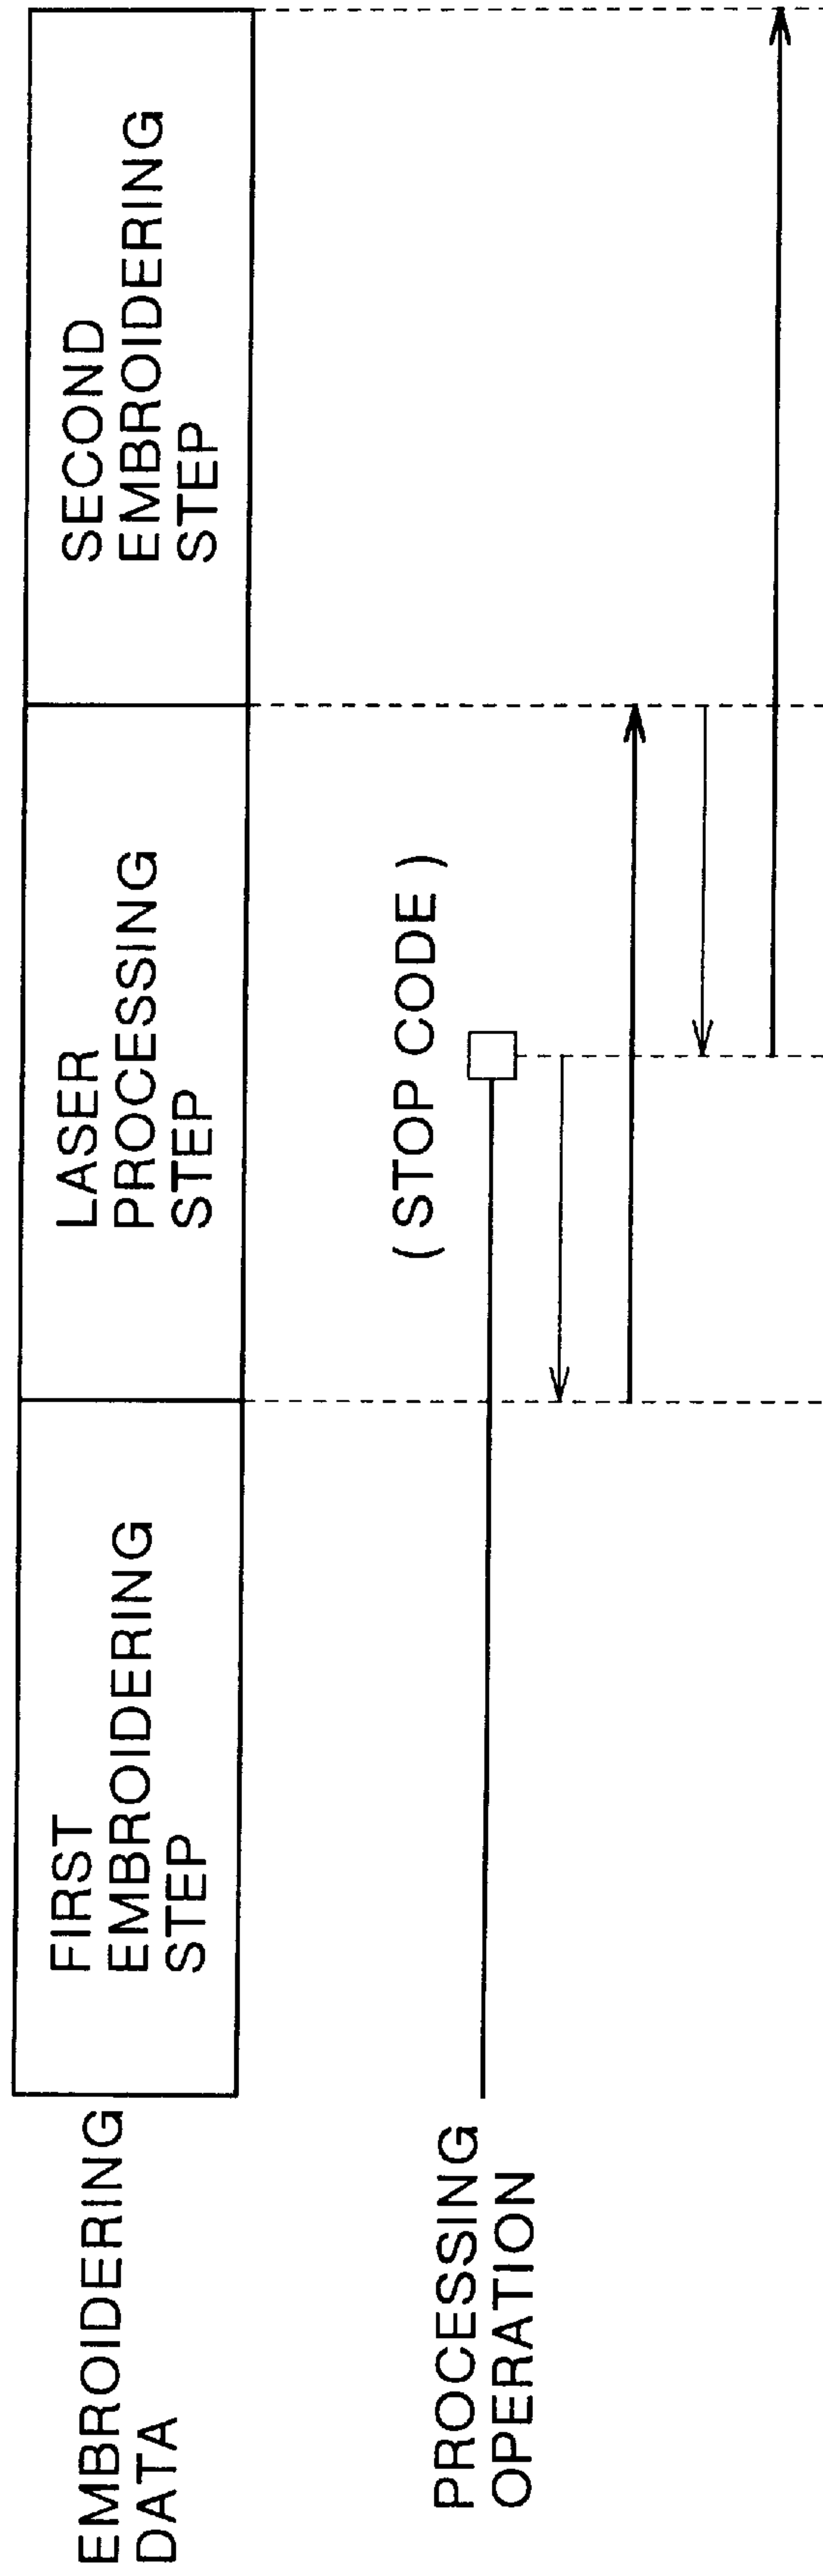 EMBROIDERING
DATA
FIRST
EMBROIDERING
STEP
LASER
PROCESSING
STEP
SECOND
EMBROIDERING
STEP
PROCESSING
OPERATION
( STOP CODE )